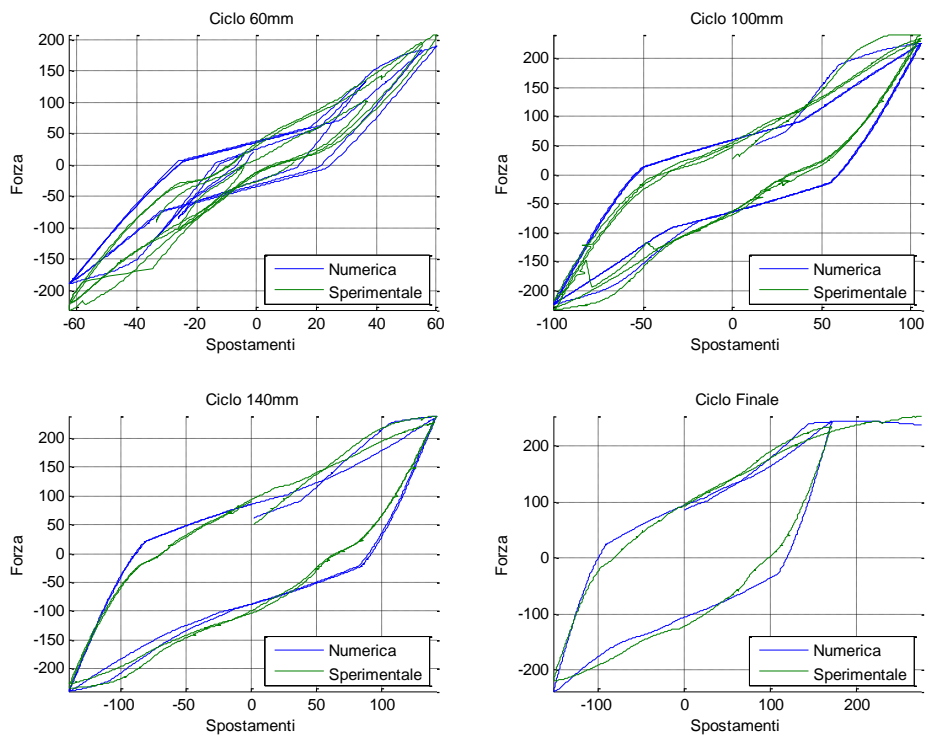 Ciclo 60mm
200
150
100
50
0
-50
-100
-150
-200
Forza
-60
-40
-20
0
20
40
60
Spostamenti
Numerica
Sperimentale
Ciclo 100mm
200
150
100
50
0
-50
-100
-150
-200
Forza
-100
-50
0
50
100
Spostamenti
Numerica
Sperimentale
Ciclo 140mm
200
150
100
50
0
-50
-100
-150
-200
Forza
-100
-50
0
50
100
Spostamenti
Numerica
Sperimentale
Ciclo Finale
200
100
0
-100
-200
Forza
-100
0
100
200
Spostamenti
Numerica
Sperimentale